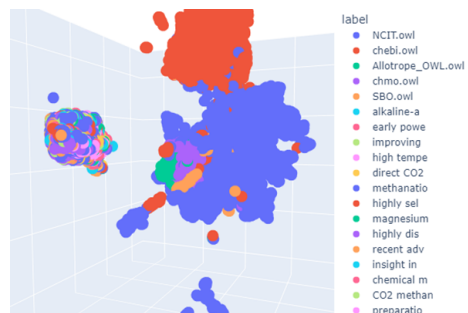 label
NCIT.owl
chebi.owl
Allotrope_OWL.owl
chmo.owl
SBO.owl
alkaline-a
early powe
improving
high tempe
direct CO2
methanatio
highly sel
magnesium
highly dis
recent adv
insight in
chemical m
CO2 methan
preparatio